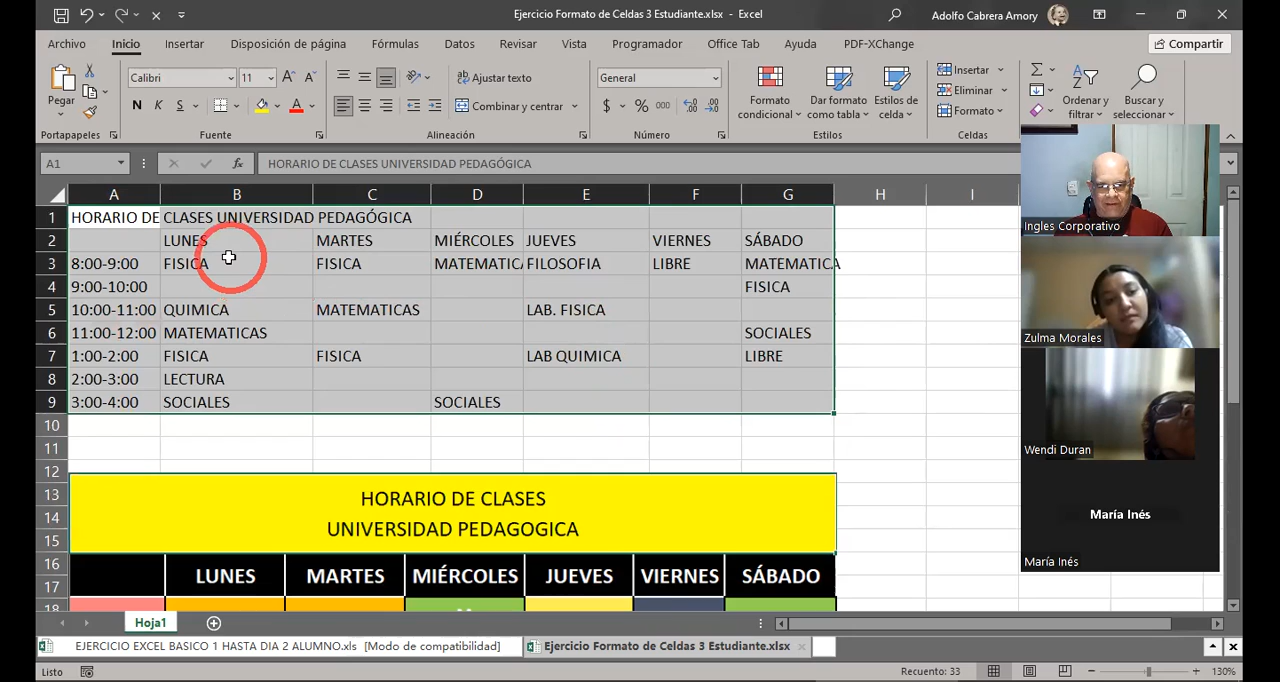 Ejercicio Formato de Celdas 3 Estudiante.xlsx - Excel
Adolfo Cabrera Amory
Archivo Inicio Insertar Disposición de página Fórmulas Datos Revisar Vista Programador Office Tab Ayuda PDF-XChange Compartir
Pegar
Portapapeles
Calibri 11
N K S
Fuente
Ajustar texto
Combinar y centrar
Alineación
General
$ % 000
Número
Formato condicional
Dar formato como tabla
Estilos de celda
Estilos
Insertar
Eliminar
Formato
Celdas
Ordenar y filtrar
Buscar y seleccionar
A1 fx HORARIO DE CLASES UNIVERSIDAD PEDAGÓGICA
A B C D E F G H I
1 HORARIO DE CLASES UNIVERSIDAD PEDAGÓGICA
2 LUNES MARTES MIÉRCOLES JUEVES VIERNES SÁBADO
3 8:00-9:00 FISICA FISICA MATEMATICA FILOSOFIA LIBRE MATEMATICA
4 9:00-10:00 FISICA
5 10:00-11:00 QUIMICA MATEMATICAS LAB. FISICA
6 11:00-12:00 MATEMATICAS SOCIALES
7 1:00-2:00 FISICA FISICA LAB QUIMICA LIBRE
8 2:00-3:00 LECTURA
9 3:00-4:00 SOCIALES SOCIALES
10
11
12
13
14
15
16
17
18
HORARIO DE CLASES
UNIVERSIDAD PEDAGOGICA
LUNES MARTES MIÉRCOLES JUEVES VIERNES SÁBADO
Ingles Corporativo
Zulma Morales
Wendi Duran
María Inés
María Inés
Hoja1
EJERCICIO EXCEL BASICO 1 HASTA DIA 2 ALUMNO.xls [Modo de compatibilidad]
Ejercicio Formato de Celdas 3 Estudiante.xlsx
Listo
Recuento: 33
130%